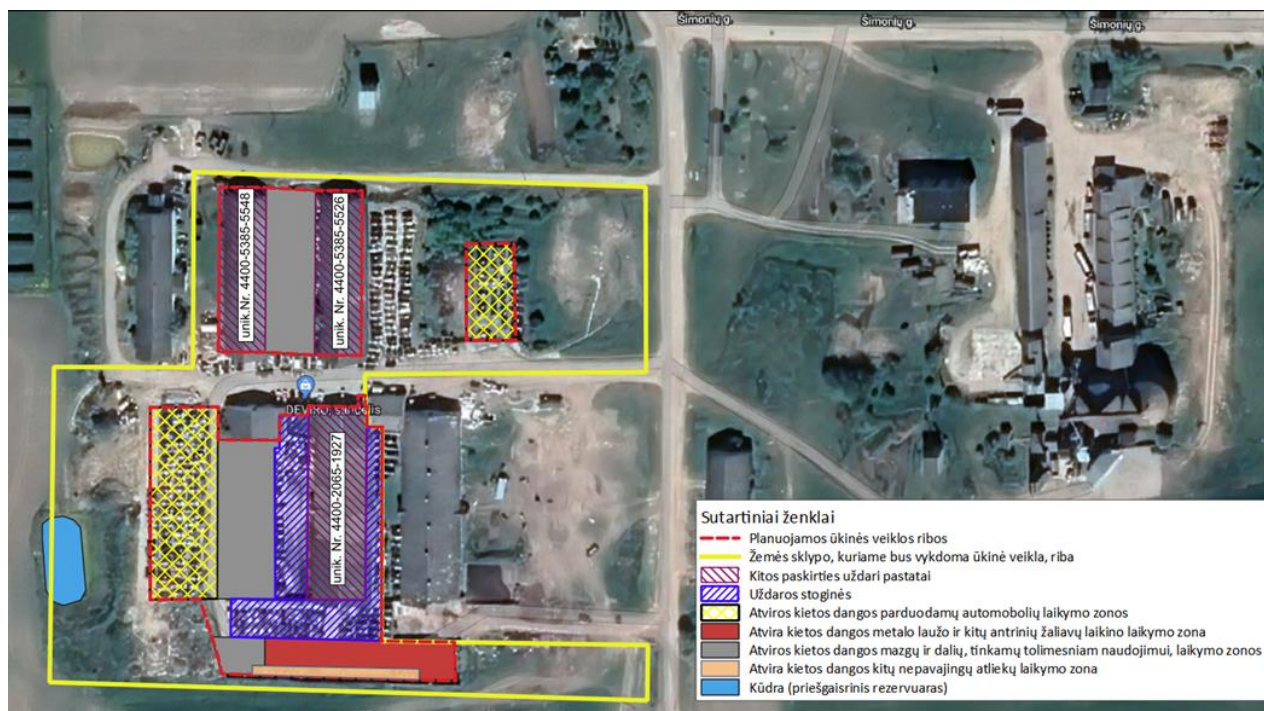 Šimonių g.
Šimonių g.
Šimonių g.
unik.Nr. 4400-5385-5548
unik. Nr. 4400-5385-5526
unik. Nr. 4400-2065-1927
Sutartiniai ženklai
Planuojamos ūkinės veiklos ribos
Žemės sklypo, kuriame bus vykdoma ūkinė veikla, riba
Kitos paskirties uždari pastatai
Uždaros stoginės
Atviros kietos dangos parduodamų automobolių laikymo zonos
Atvira kietos dangos metalo laužo ir kitų antrinių žaliavų laikino laikymo zona
Atviros kietos dangos mazgų ir dalių, tinkamų tolimesniam naudojimui, laikymo zonos
Atvira kietos dangos kitų nepavajingų atliekų laikymo zona
Kūdra (priešgaisrinis rezervuaras)